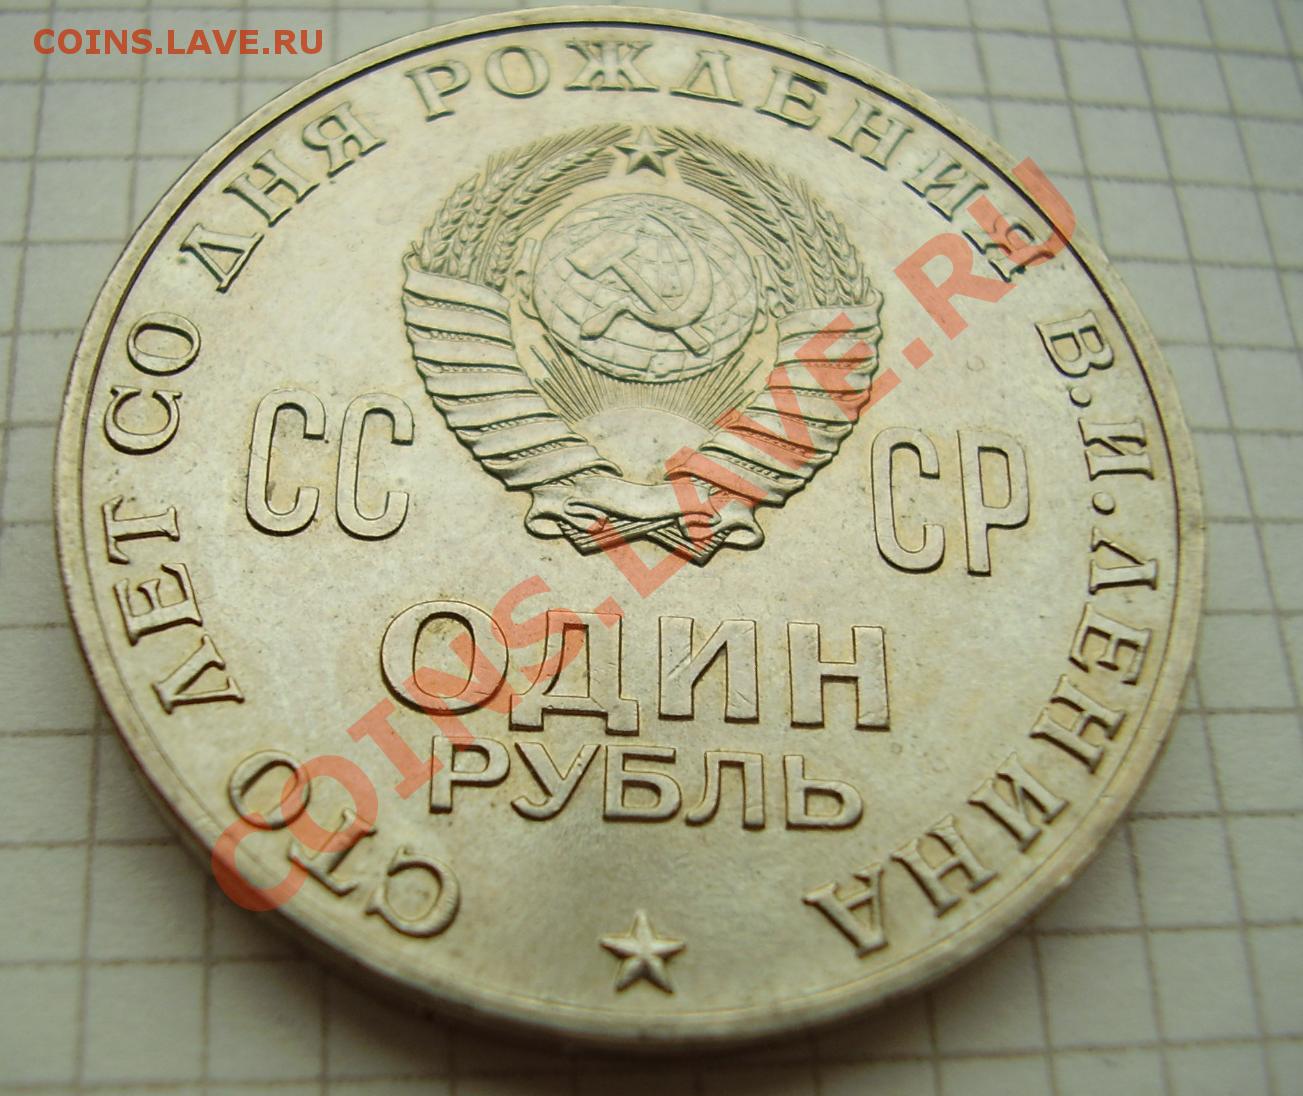 COINS.LAVE.RU
СТО ЛЕТ СО ДНЯ РОЖДЕНИЯ В.И.ЛЕНИНА
СС СР
ОДИН
РУБЛЬ
COINS.LAVE.RU